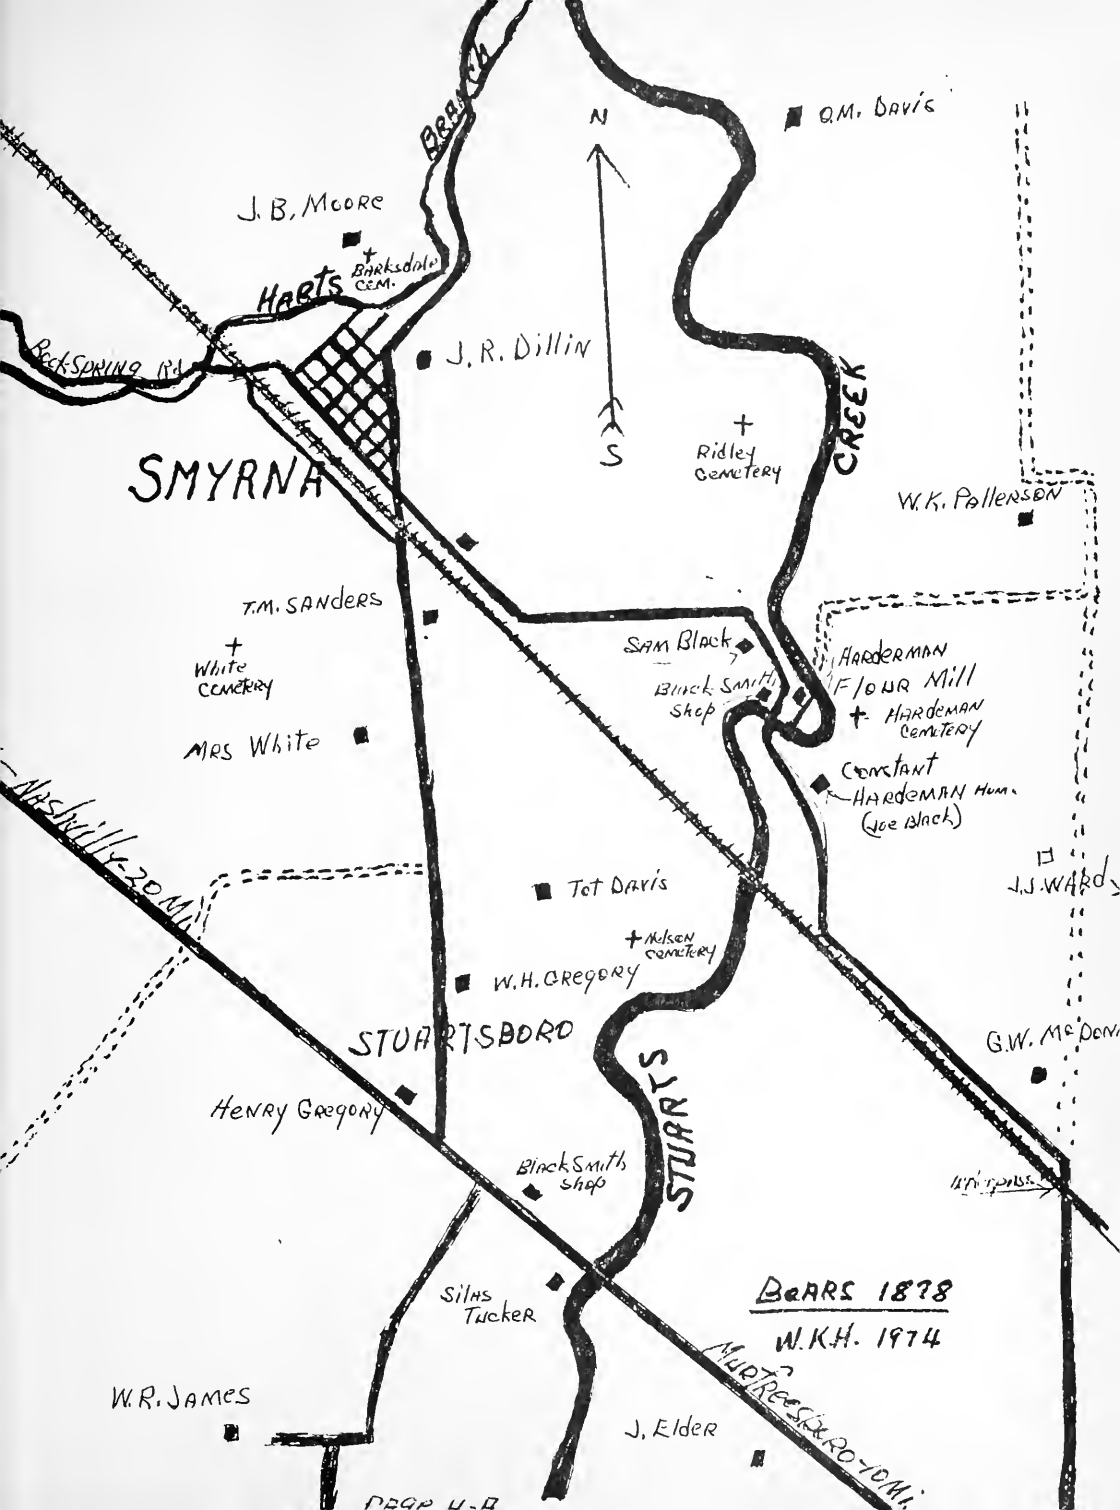 BRANCH
N
O.M. DAVIS
J.B. MOORE
BARKSdAle
CEM.
HARTS
Rock SPRING Rd
J.R. Dillin
CREEK
S
Ridley
CEMETERY
SMYRNA
W.K. PATTERSON
T.M. SANders
SAM Black
HARderMAN
Flour Mill
White
CEMETERY
Black Smith
Shop
HARdEMAN
CEMETERY
MRS White
CONSTANT
HARdEMAN Hom.
(Joe Black)
NAShvilly-20 Mi.
J.J. WARd
Tot DAVIS
Nelson
CEMETERY
W.H. GREgORY
STUARTSBORO
G.W. McDON
STUARTS
HENRY GREgORY
Black Smith
Shop
SilAS
Tucker
BeARS 1878
W.K.H. 1974
MURFREESBORO-10 Mi.
W.R. JAMES
J. Elder